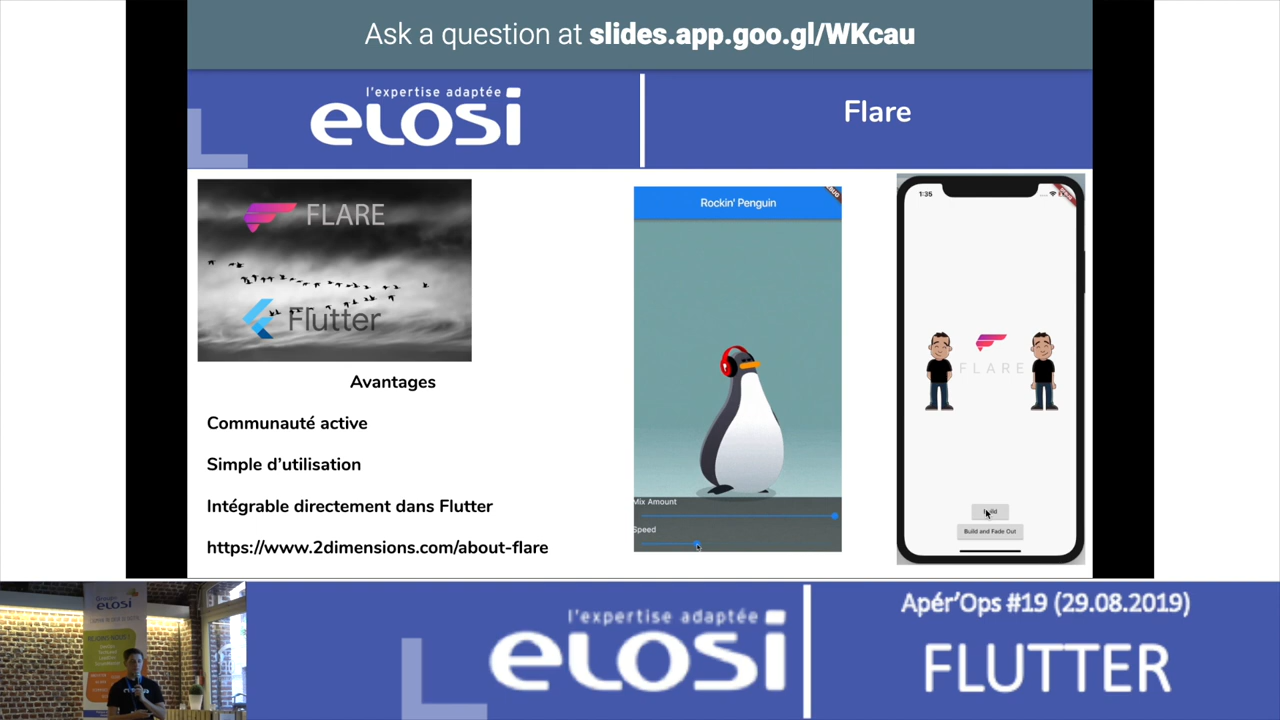 Ask a question at slides.app.goo.gl/WKcau
l'expertise adaptée
eLOSi
Flare
FLARE
Flutter
Avantages
Communauté active
Simple d'utilisation
Intégrable directement dans Flutter
https://www.2dimensions.com/about-flare
Rockin' Penguin
Mix Amount
Speed
1:35
FLARE
Build and Fade Out
elosi
l'expertise adaptée
eLOSi
Apér'Ops #19 (29.08.2019)
FLUTTER